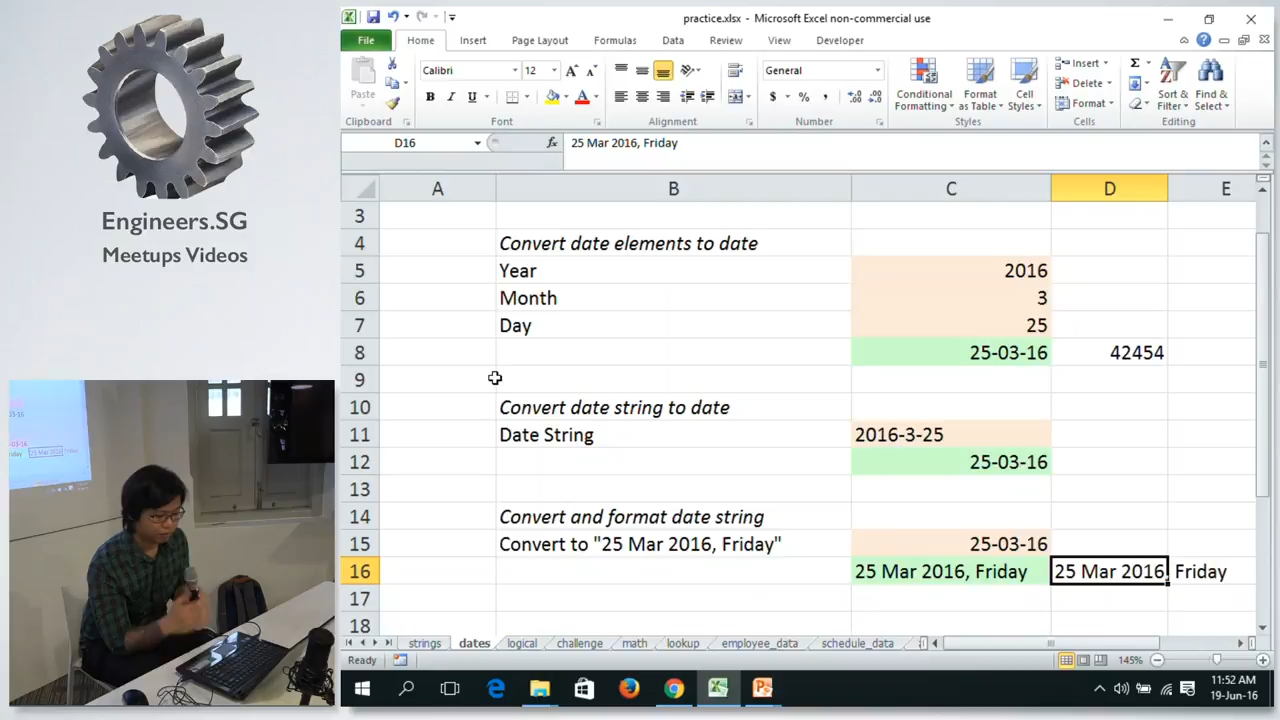 Engineers.SG
Meetups Videos
practice.xlsx - Microsoft Excel non-commercial use
File Home Insert Page Layout Formulas Data Review View Developer
Paste Calibri 12 A A General Conditional Formatting Format as Table Cell Styles Insert Delete Format Sort & Filter Find & Select
B I U A $ % ,
Clipboard Font Alignment Number Styles Cells Editing
D16 fx 25 Mar 2016, Friday
A B C D E
3
4 Convert date elements to date
5 Year 2016
6 Month 3
7 Day 25
8 25-03-16 42454
9
10 Convert date string to date
11 Date String 2016-3-25
12 25-03-16
13
14 Convert and format date string
15 Convert to "25 Mar 2016, Friday" 25-03-16
16 25 Mar 2016, Friday 25 Mar 2016, Friday
17
18
strings dates logical challenge math lookup employee_data schedule_data
Ready 145%
11:52 AM
19-Jun-16